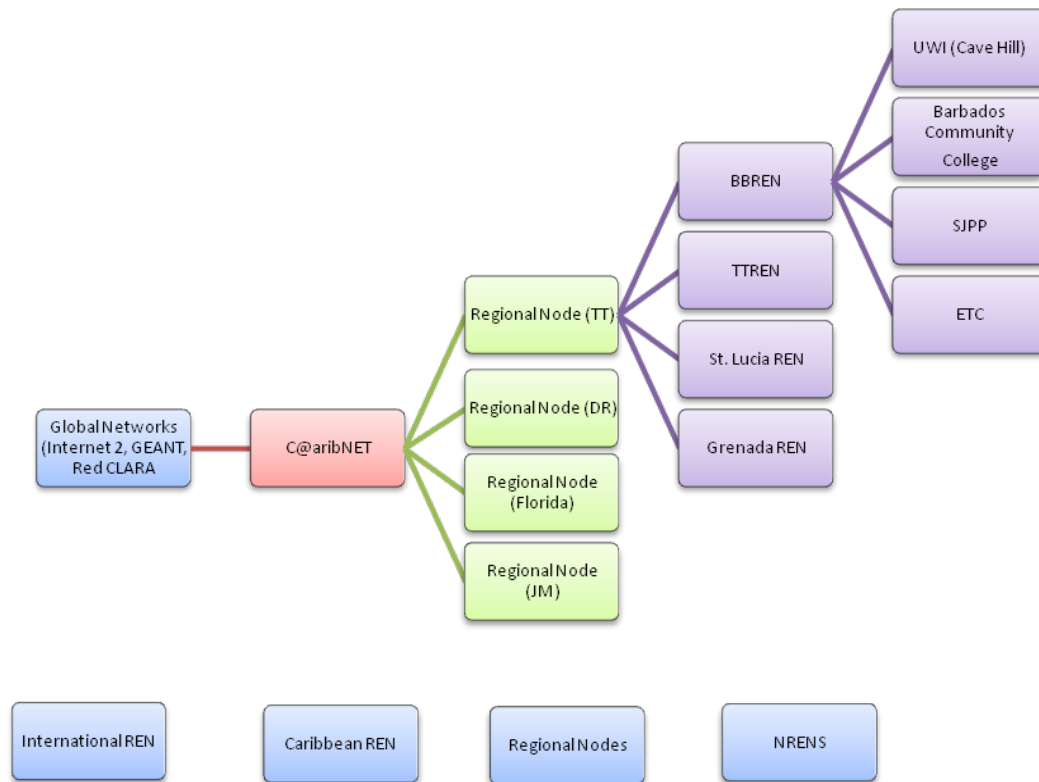 UWI (Cave Hill)
Barbados
Community
College
BBREN
SJPP
TTREN
Regional Node (TT)
ETC
St. Lucia REN
Regional Node (DR)
Global Networks
(Internet 2, GEANT,
Red CLARA
C@aribNET
Grenada REN
Regional Node
(Florida)
Regional Node
(JM)
International REN
Caribbean REN
Regional Nodes
NRENS